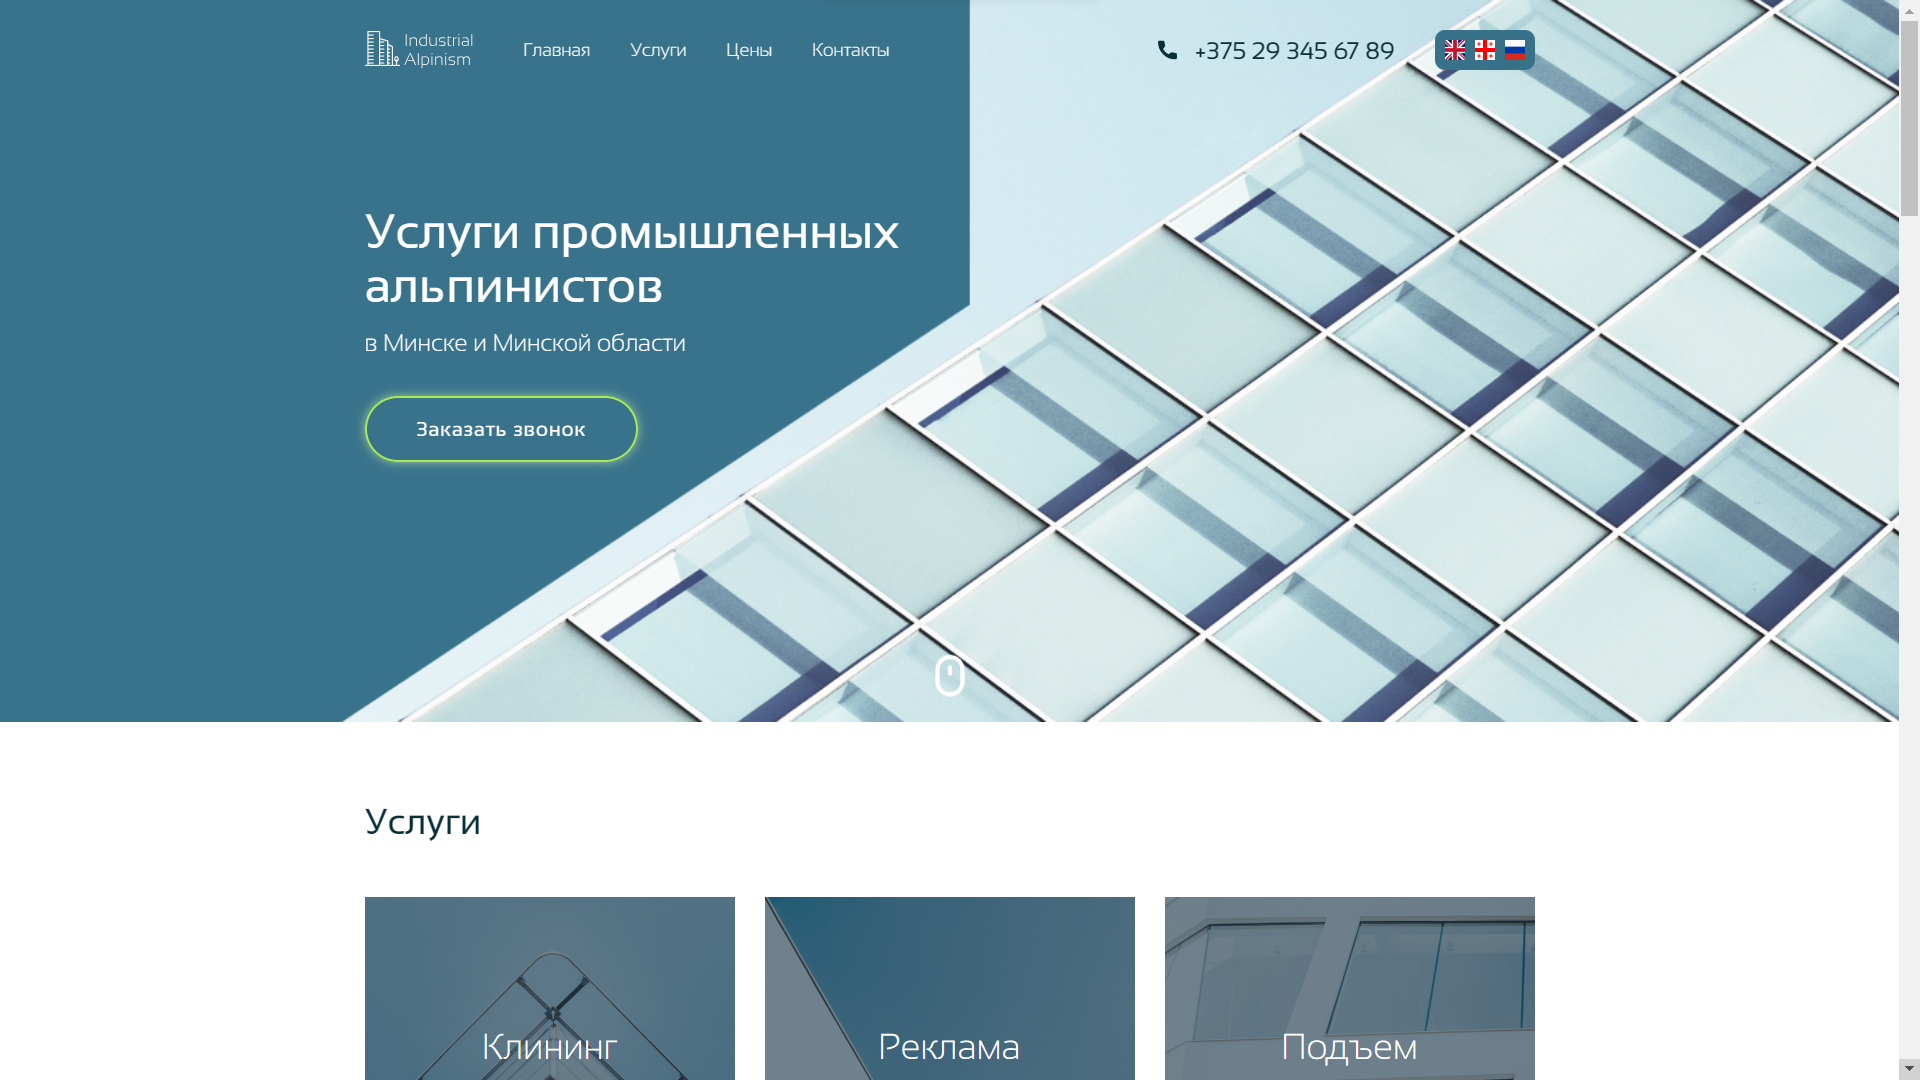 Industrial
Alpinism
Главная
Услуги
Цены
Контакты
+375 29 345 67 89
Услуги промышленных
альпинистов
в Минске и Минской области
Заказать звонок
Услуги
Клининг
Реклама
Подъем